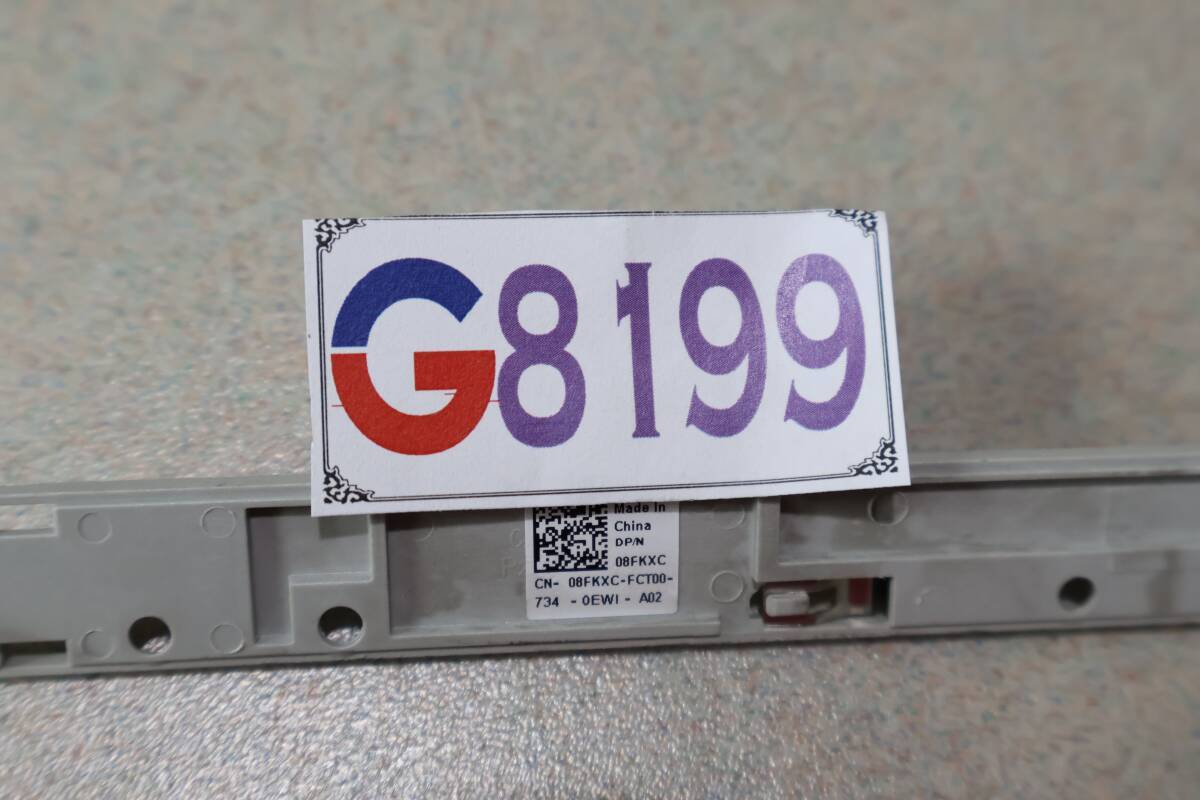 G8199
Made in
China
DP/N
08FKXC
CN- 08FKXC-FCT00-
734 - 0EWI - A02